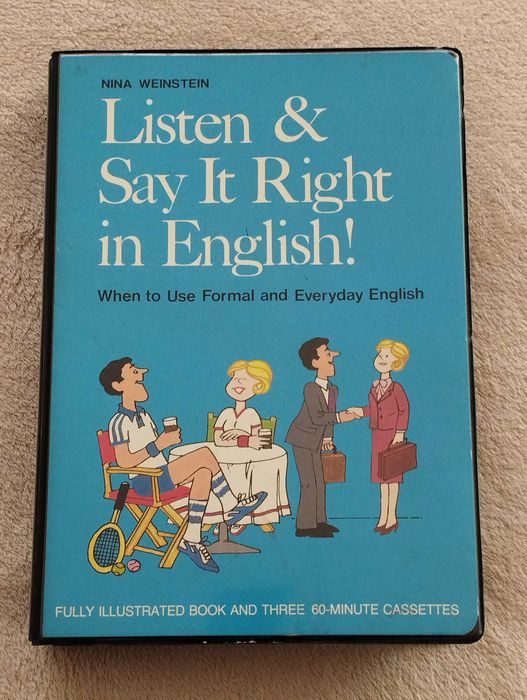 NINA WEINSTEIN
Listen &
Say It Right
in English!
When to Use Formal and Everyday English
FULLY ILLUSTRATED BOOK AND THREE 60-MINUTE CASSETTES